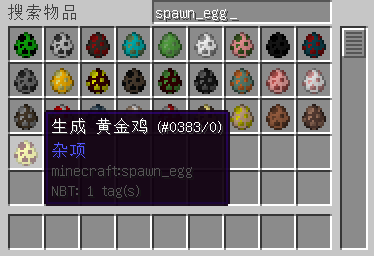 搜索物品
spawn_egg_
生成 黄金鸡 (#0383/0)
杂项
minecraft:spawn_egg
NBT: 1 tag(s)